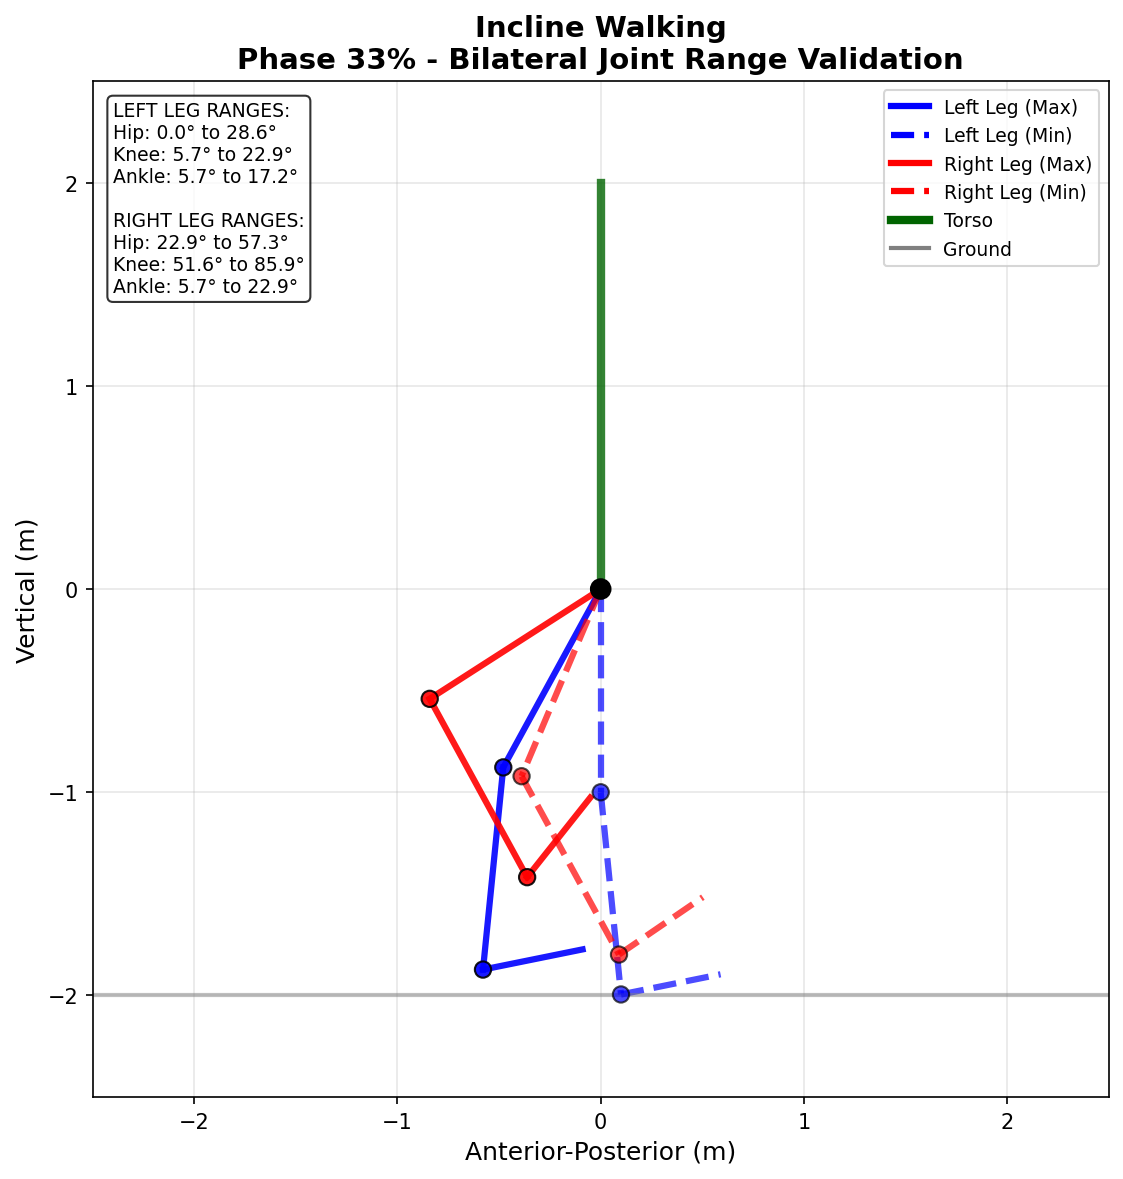 Incline Walking
Phase 33% - Bilateral Joint Range Validation
LEFT LEG RANGES:
Hip: 0.0° to 28.6°
Knee: 5.7° to 22.9°
Ankle: 5.7° to 17.2°
RIGHT LEG RANGES:
Hip: 22.9° to 57.3°
Knee: 51.6° to 85.9°
Ankle: 5.7° to 22.9°
Left Leg (Max)
Left Leg (Min)
Right Leg (Max)
Right Leg (Min)
Torso
Ground
2
1
0
−1
−2
Vertical (m)
−2
−1
0
1
2
Anterior-Posterior (m)